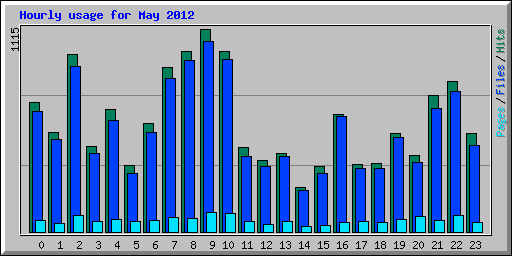 Hourly usage for May 2012
1115
Pages/Files/Hits
0 1 2 3 4 5 6 7 8 9 10 11 12 13 14 15 16 17 18 19 20 21 22 23